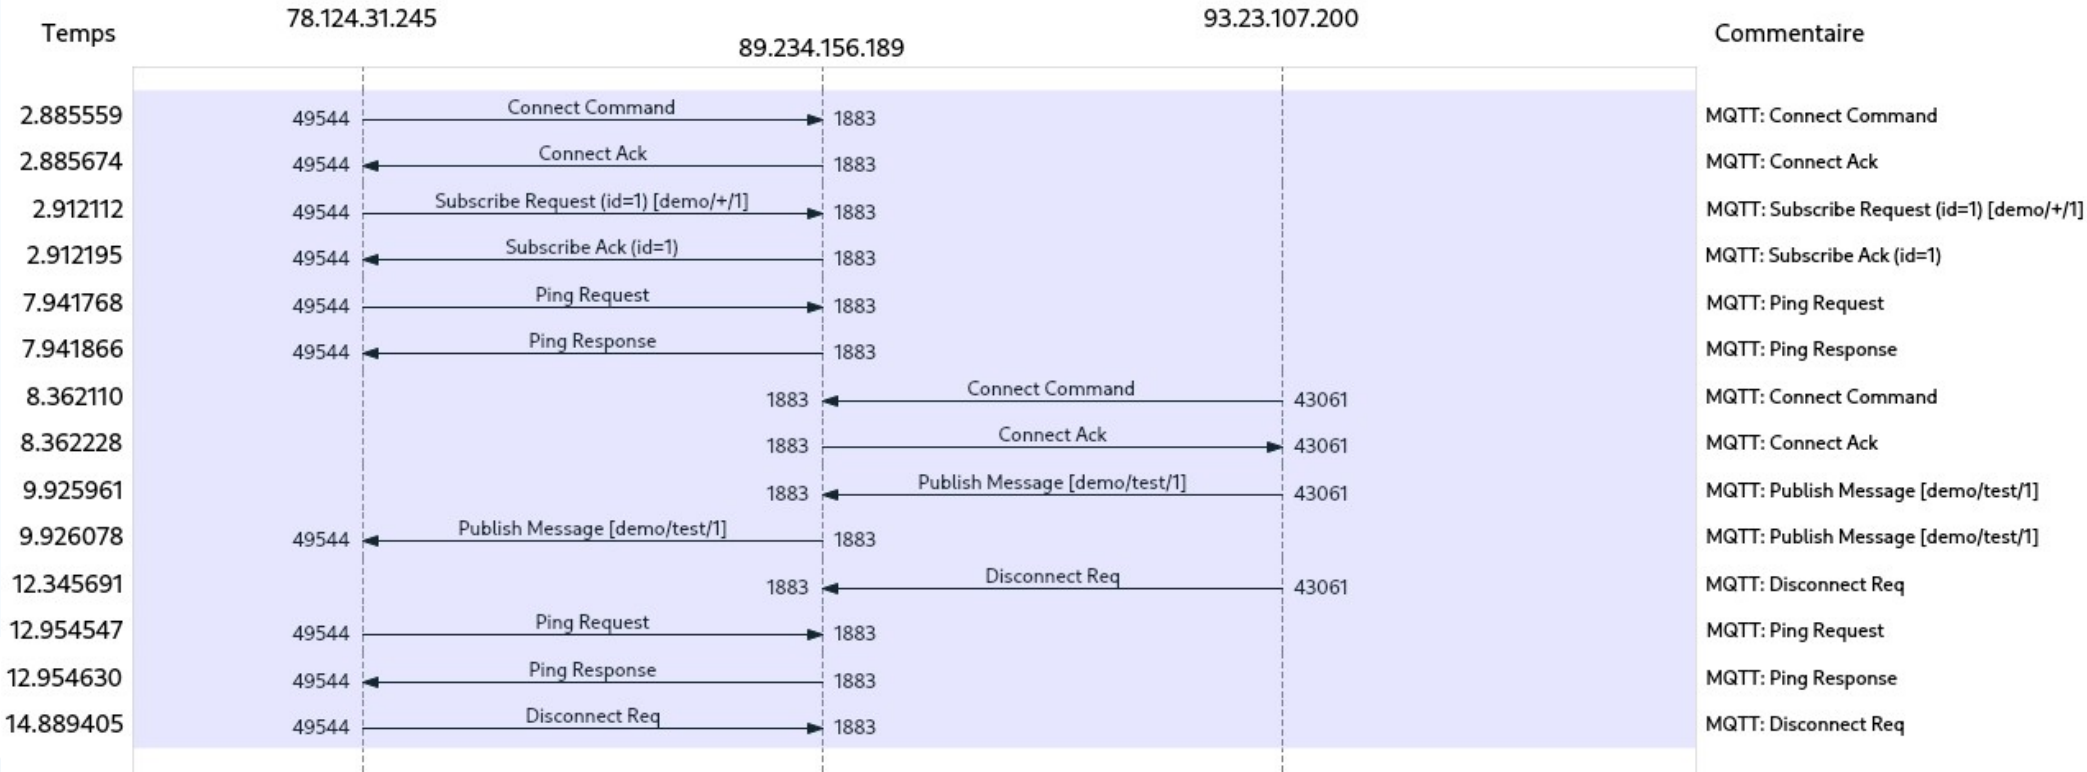 78.124.31.245 93.23.107.200
Temps Commentaire
89.234.156.189
2.885559 49544 Connect Command 1883 MQTT: Connect Command
2.885674 49544 Connect Ack 1883 MQTT: Connect Ack
2.912112 49544 Subscribe Request (id=1) [demo/+/1] 1883 MQTT: Subscribe Request (id=1) [demo/+/1]
2.912195 49544 Subscribe Ack (id=1) 1883 MQTT: Subscribe Ack (id=1)
7.941768 49544 Ping Request 1883 MQTT: Ping Request
7.941866 49544 Ping Response 1883 MQTT: Ping Response
8.362110 1883 Connect Command 43061 MQTT: Connect Command
8.362228 1883 Connect Ack 43061 MQTT: Connect Ack
9.925961 1883 Publish Message [demo/test/1] 43061 MQTT: Publish Message [demo/test/1]
9.926078 49544 Publish Message [demo/test/1] 1883 MQTT: Publish Message [demo/test/1]
12.345691 1883 Disconnect Req 43061 MQTT: Disconnect Req
12.954547 49544 Ping Request 1883 MQTT: Ping Request
12.954630 49544 Ping Response 1883 MQTT: Ping Response
14.889405 49544 Disconnect Req 1883 MQTT: Disconnect Req